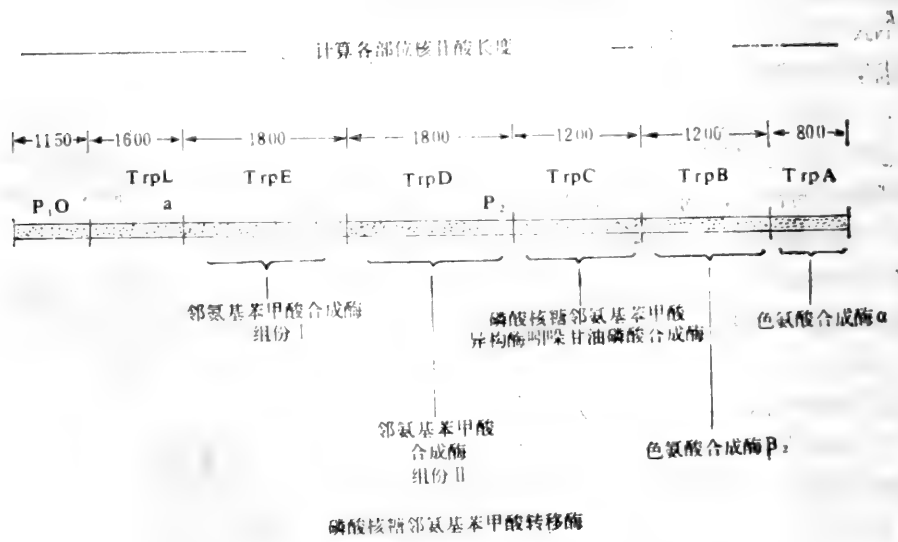 计算各部位核苷酸长度
1150 1600 1800 1800 1200 1200 800
TrpL TrpE TrpD TrpC TrpB TrpA
P₁O a P₂
邻氨基苯甲酸合成酶
组份 I
磷酸核糖邻氨基苯甲酸
异构酶吲哚甘油磷酸合成酶
色氨酸合成酶α
邻氨基苯甲酸
合成酶
组份 II
色氨酸合成酶β₂
磷酸核糖邻氨基苯甲酸转移酶